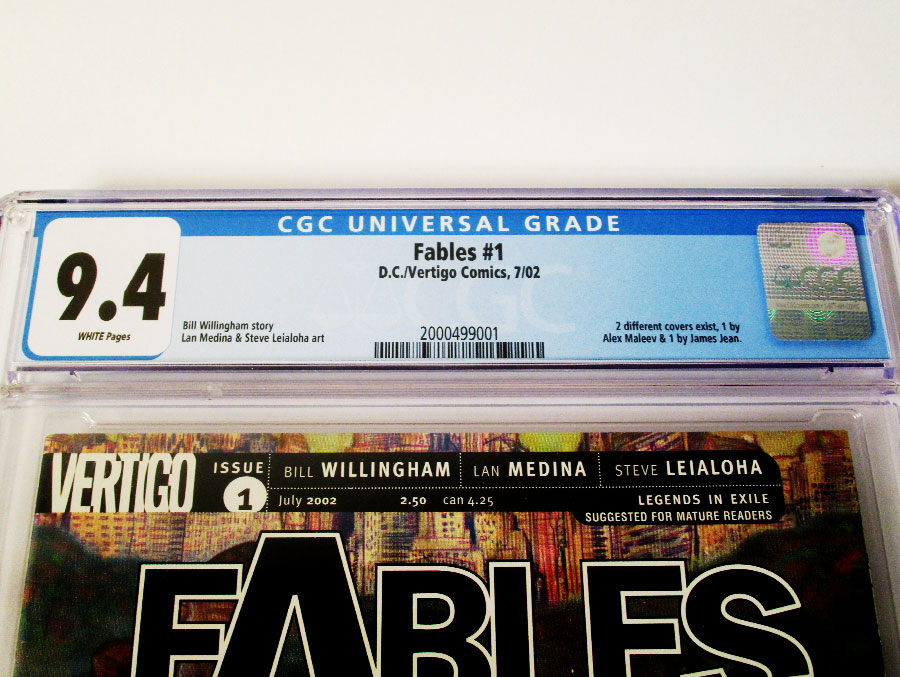 CGC UNIVERSAL GRADE
9.4
WHITE Pages
Fables #1
D.C./Vertigo Comics, 7/02
Bill Willingham story
Lan Medina & Steve Leialoha art
2000499001
2 different covers exist, 1 by
Alex Maleev & 1 by James Jean.
CGC
CGC
VERTIGO
ISSUE
1
BILL WILLINGHAM
LAN MEDINA
STEVE LEIALOHA
July 2002 2.50 can 4.25
LEGENDS IN EXILE
SUGGESTED FOR MATURE READERS
FABLES